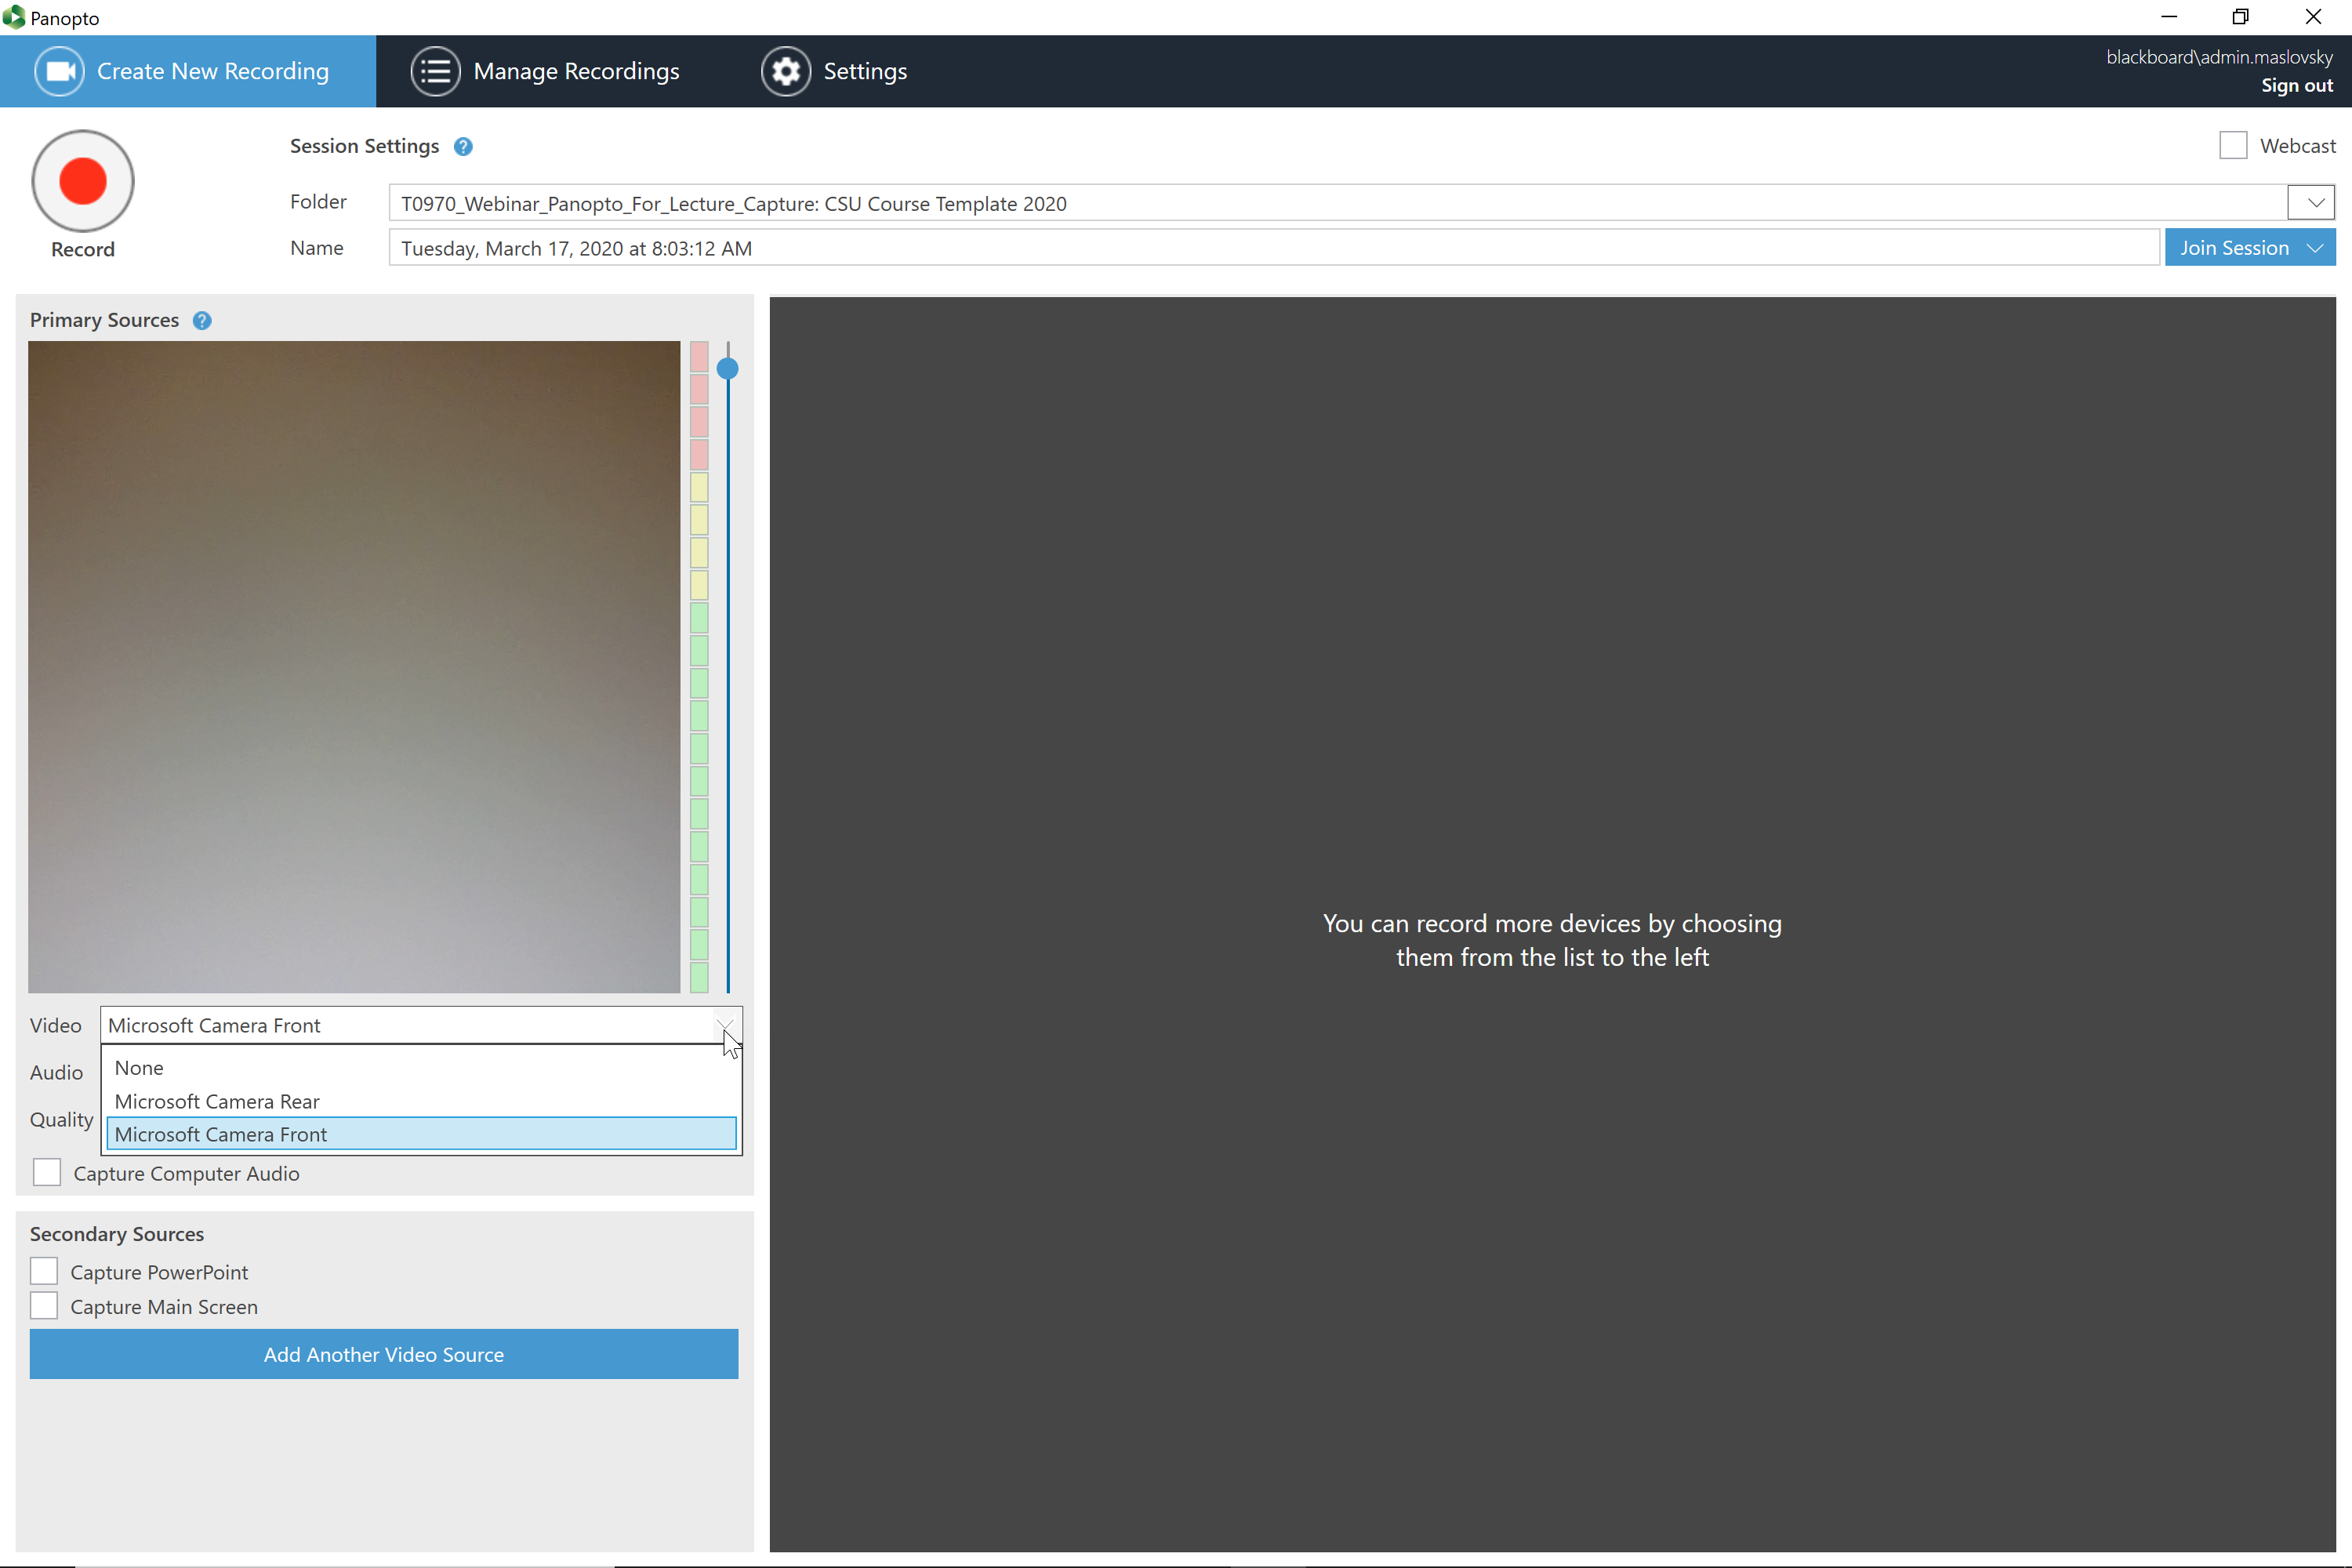 Panopto
Create New Recording
Manage Recordings
Settings
blackboard\admin.maslovsky
Sign out
Record
Session Settings ?
Webcast
Folder
T0970_Webinar_Panopto_For_Lecture_Capture: CSU Course Template 2020
Name
Tuesday, March 17, 2020 at 8:03:12 AM
Join Session
Primary Sources ?
You can record more devices by choosing
them from the list to the left
Video
Microsoft Camera Front
Audio
None
Microsoft Camera Rear
Quality
Microsoft Camera Front
Capture Computer Audio
Secondary Sources
Capture PowerPoint
Capture Main Screen
Add Another Video Source